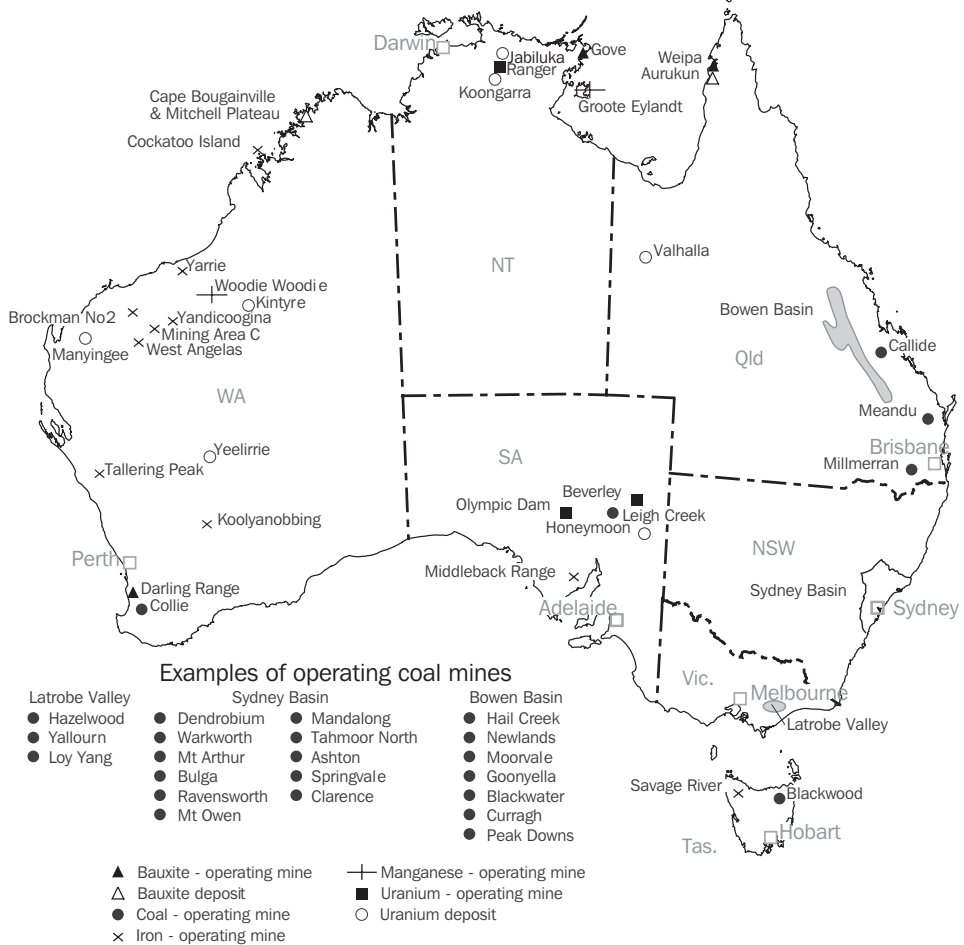 Darwin
Jabiluka
Ranger
Koongarra
Gove
Groote Eylandt
Weipa
Aurukun
Cape Bougainville
& Mitchell Plateau
Cockatoo Island
Yarrie
Woodie Woodie
Kintyre
Brockman No2
Yandicoogina
Mining Area C
West Angelas
Manyingee
NT
Valhalla
Bowen Basin
Callide
Qld
Meandu
Brisbane
Millmerran
WA
Yeelirrie
Tallering Peak
Koolyanobbing
Perth
Darling Range
Collie
SA
Beverley
Olympic Dam
Leigh Creek
Honeymoon
Middleback Range
Adelaide
NSW
Sydney Basin
Sydney
Vic.
Melbourne
Latrobe Valley
Savage River
Blackwood
Hobart
Tas.
Examples of operating coal mines
Latrobe Valley
Hazelwood
Yallourn
Loy Yang
Sydney Basin
Dendrobium
Warkworth
Mt Arthur
Bulga
Ravensworth
Mt Owen
Mandalong
Tahmoor North
Ashton
Springvale
Clarence
Bowen Basin
Hail Creek
Newlands
Moorvale
Goonyella
Blackwater
Curragh
Peak Downs
Bauxite - operating mine
Bauxite deposit
Coal - operating mine
Iron - operating mine
Manganese - operating mine
Uranium - operating mine
Uranium deposit